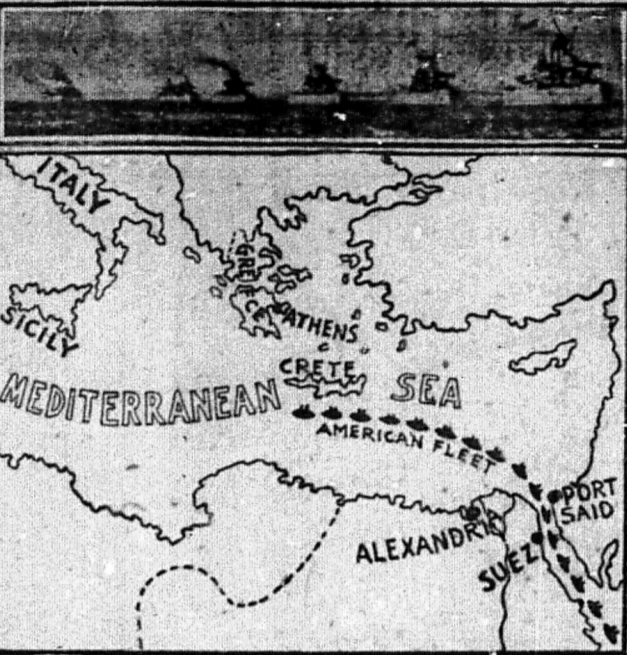 ITALY
GREECE
SICILY
ATHENS
CRETE
MEDITERRANEAN SEA
AMERICAN FLEET
PORT
SAID
ALEXANDRIA
SUEZ